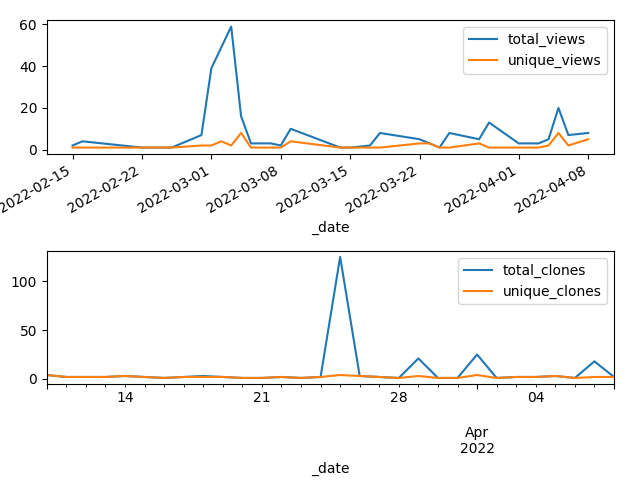 60
40
20
0
total_views
unique_views
2022-02-15
2022-02-22
2022-03-01
2022-03-08
2022-03-15
2022-03-22
2022-04-01
2022-04-08
_date
100
50
0
total_clones
unique_clones
14
21
28
04
Apr
2022
_date